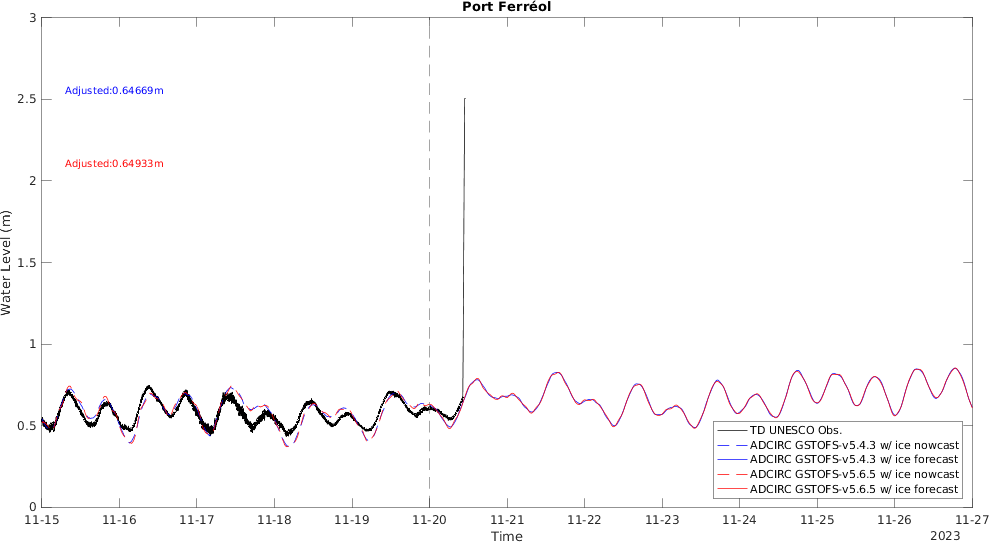 Port Ferréol
Adjusted:0.64669m
Adjusted:0.64933m
Water Level (m)
3
2.5
2
1.5
1
0.5
0
TD UNESCO Obs.
ADCIRC GSTOFS-v5.4.3 w/ ice nowcast
ADCIRC GSTOFS-v5.4.3 w/ ice forecast
ADCIRC GSTOFS-v5.6.5 w/ ice nowcast
ADCIRC GSTOFS-v5.6.5 w/ ice forecast
11-15 11-16 11-17 11-18 11-19 11-20 11-21 11-22 11-23 11-24 11-25 11-26 11-27
Time
2023